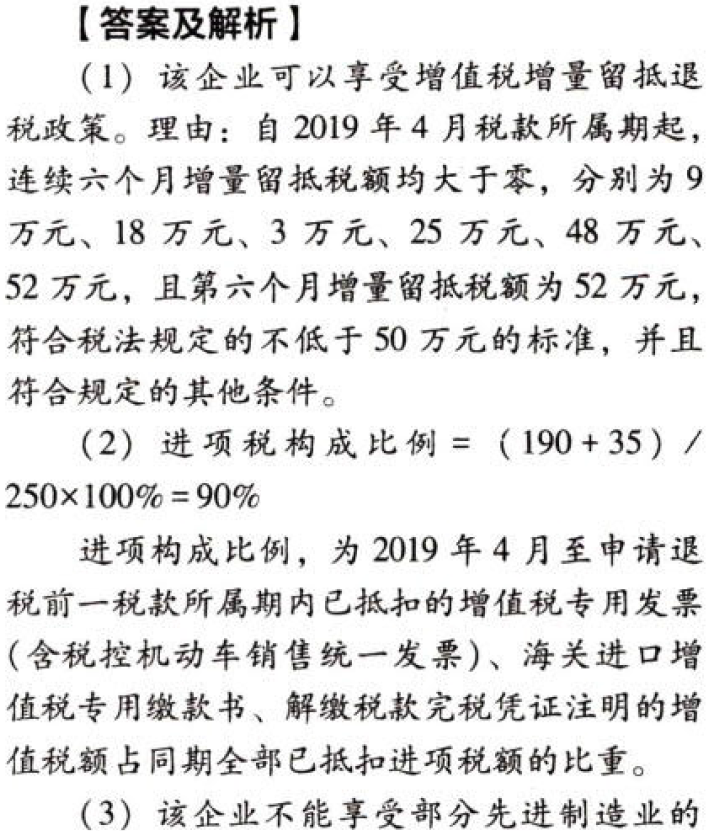 【答案及解析】
(1) 该企业可以享受增值税增量留抵退
税政策。理由：自 2019 年 4 月税款所属期起，
连续六个月增量留抵税额均大于零，分别为 9
万元、18 万元、3 万元、25 万元、48 万元、
52 万元，且第六个月增量留抵税额为 52 万元，
符合税法规定的不低于 50 万元的标准，并且
符合规定的其他条件。
(2) 进项税构成比例 = (190 + 35) /
250×100% = 90%
进项构成比例，为 2019 年 4 月至申请退
税前一税款所属期内已抵扣的增值税专用发票
(含税控机动车销售统一发票)、海关进口增
值税专用缴款书、解缴税款完税凭证注明的增
值税额占同期全部已抵扣进项税额的比重。
(3) 该企业不能享受部分先进制造业的